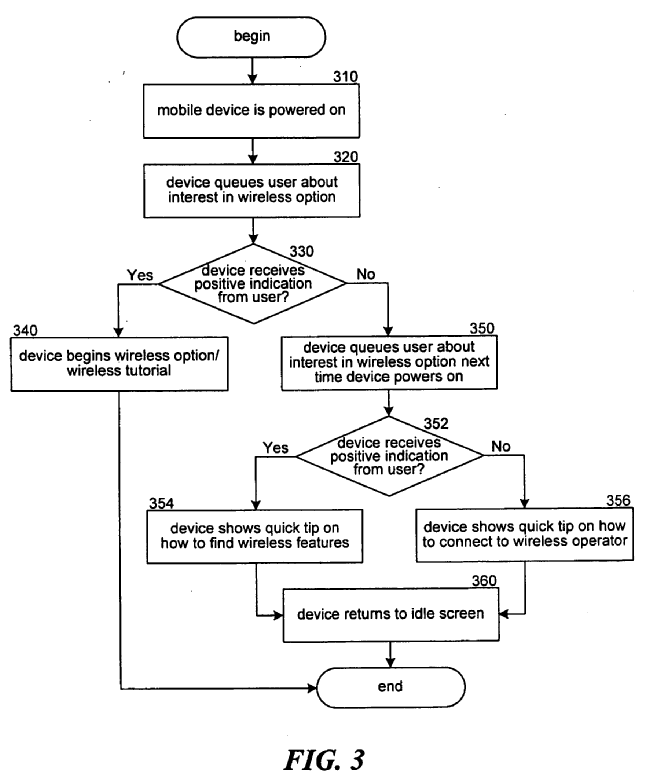 begin
310
mobile device is powered on
320
device queues user about
interest in wireless option
330
device receives
positive indication
from user?
Yes
No
340
device begins wireless option/
wireless tutorial
350
device queues user about
interest in wireless option next
time device powers on
352
device receives
positive indication
from user?
Yes
No
354
device shows quick tip on
how to find wireless features
356
device shows quick tip on how
to connect to wireless operator
360
device returns to idle screen
end
FIG. 3